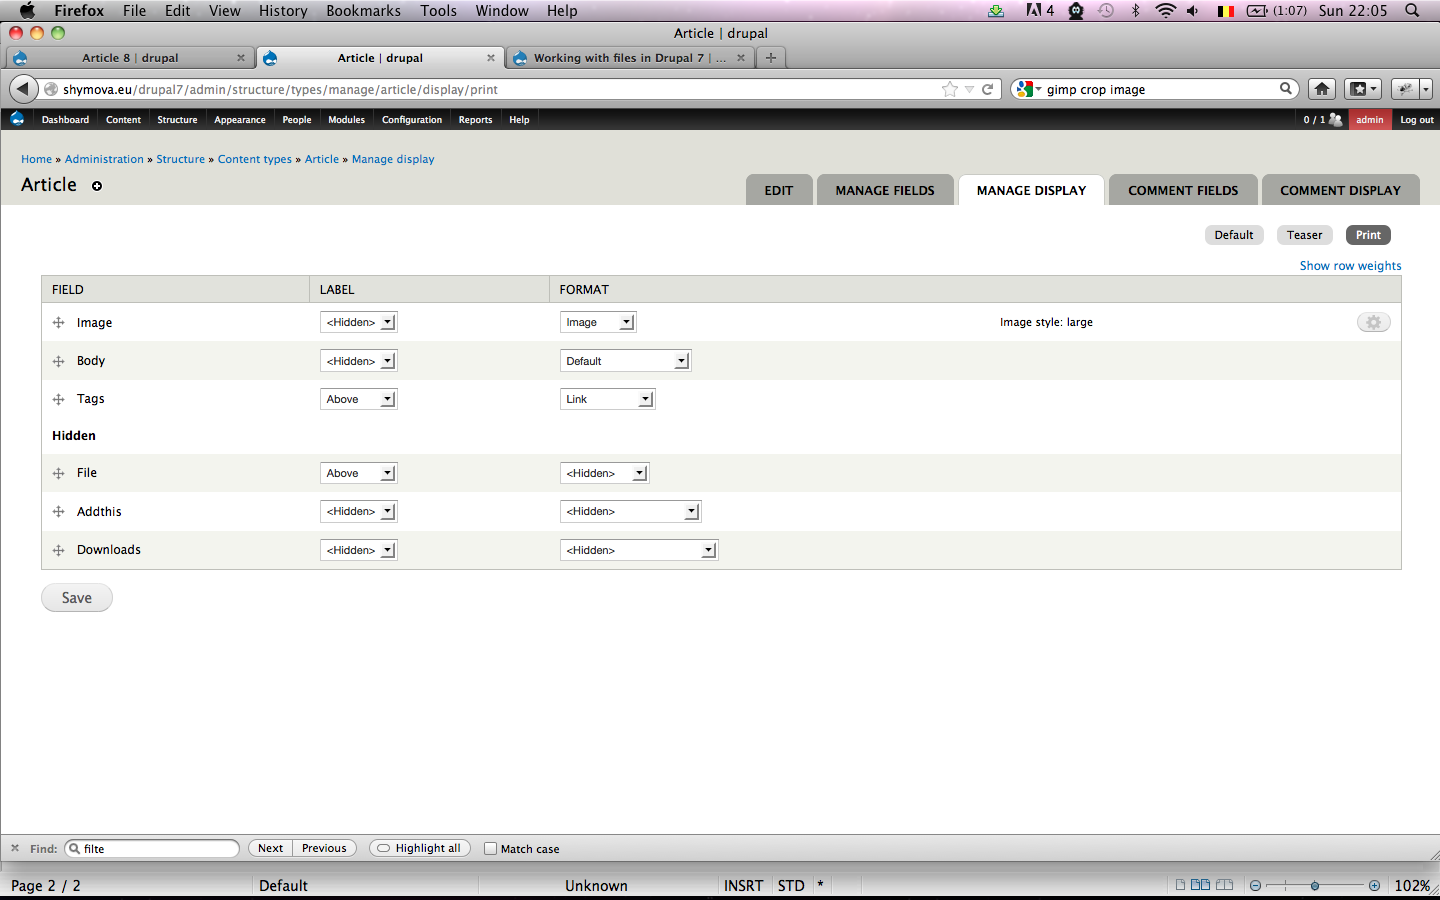 Firefox File Edit View History Bookmarks Tools Window Help 4 (1:07) Sun 22:05
Article | drupal
Article 8 | drupal Article | drupal Working with files in Drupal 7 | ...
shymova.eu/drupal7/admin/structure/types/manage/article/display/print gimp crop image
Dashboard Content Structure Appearance People Modules Configuration Reports Help 0 / 1 admin Log out
Home » Administration » Structure » Content types » Article » Manage display
Article EDIT MANAGE FIELDS MANAGE DISPLAY COMMENT FIELDS COMMENT DISPLAY
Default Teaser Print
Show row weights
FIELD LABEL FORMAT
Image <Hidden> Image Image style: large
Body <Hidden> Default
Tags Above Link
Hidden
File Above <Hidden>
Addthis <Hidden> <Hidden>
Downloads <Hidden> <Hidden>
Save
Find: filte Next Previous Highlight all Match case
Page 2 / 2 Default Unknown INSRT STD * 102%